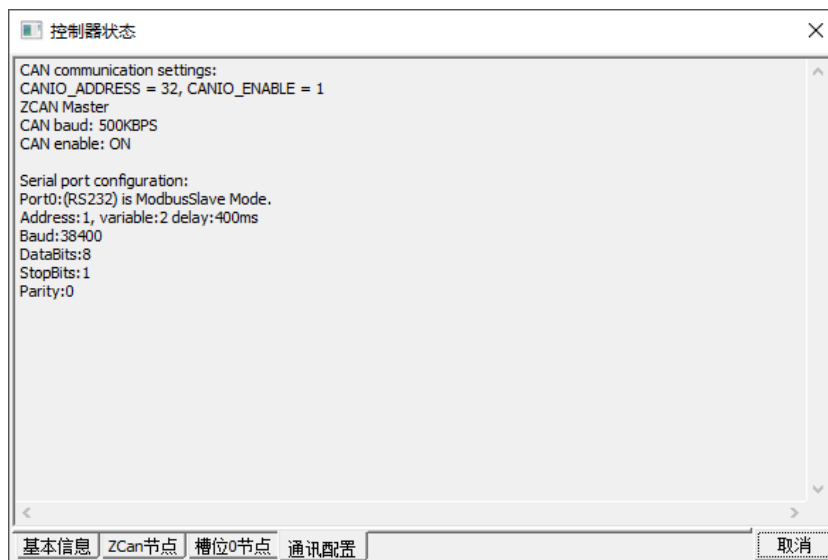 控制器状态
CAN communication settings:
CANIO_ADDRESS = 32, CANIO_ENABLE = 1
ZCAN Master
CAN baud: 500KBPS
CAN enable: ON
Serial port configuration:
Port0:(RS232) is ModbusSlave Mode.
Address:1, variable:2 delay:400ms
Baud:38400
DataBits:8
StopBits:1
Parity:0
基本信息 ZCan节点 槽位0节点 通讯配置 取消